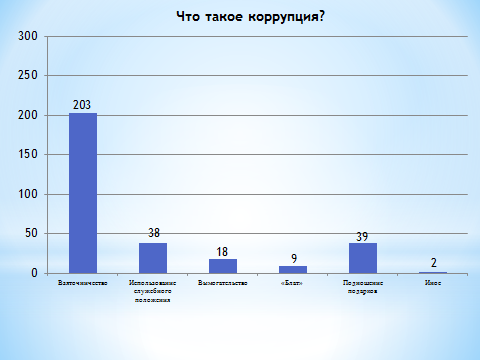 Что такое коррупция?
300
250
200
150
100
50
0
203
38
18
9
39
2
Взяточничество
Использование
служебного
положения
Вымогательство
«Блат»
Подношение
подарков
Иное